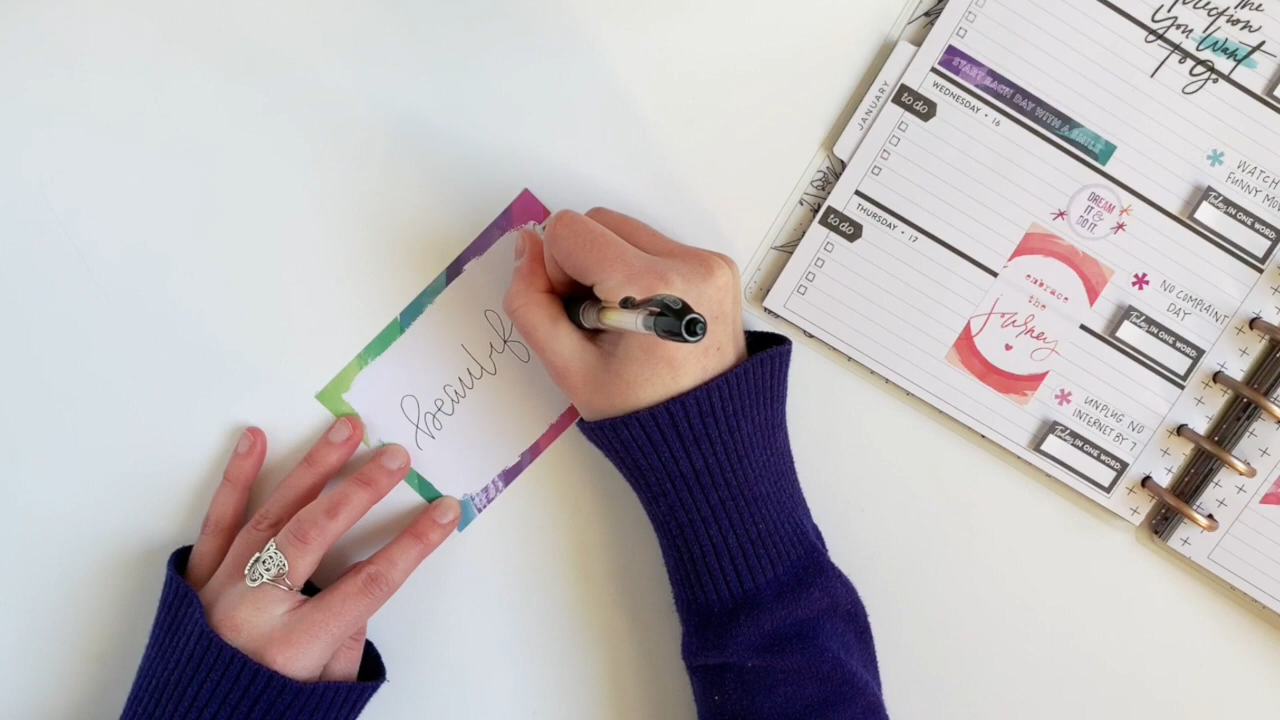 beautif
The
Direction
You Want
To Go
START EACH DAY WITH A SMILE
JANUARY
to do
WEDNESDAY • 16
WATCH
FUNNY MO
Today IN ONE WORD:
DREAM
IT &
DO IT.
to do
THURSDAY • 17
embrace
the
journey
NO COMPLAINT
DAY
Today IN ONE WORD:
UNPLUG. NO
INTERNET BY 7
Today IN ONE WORD: